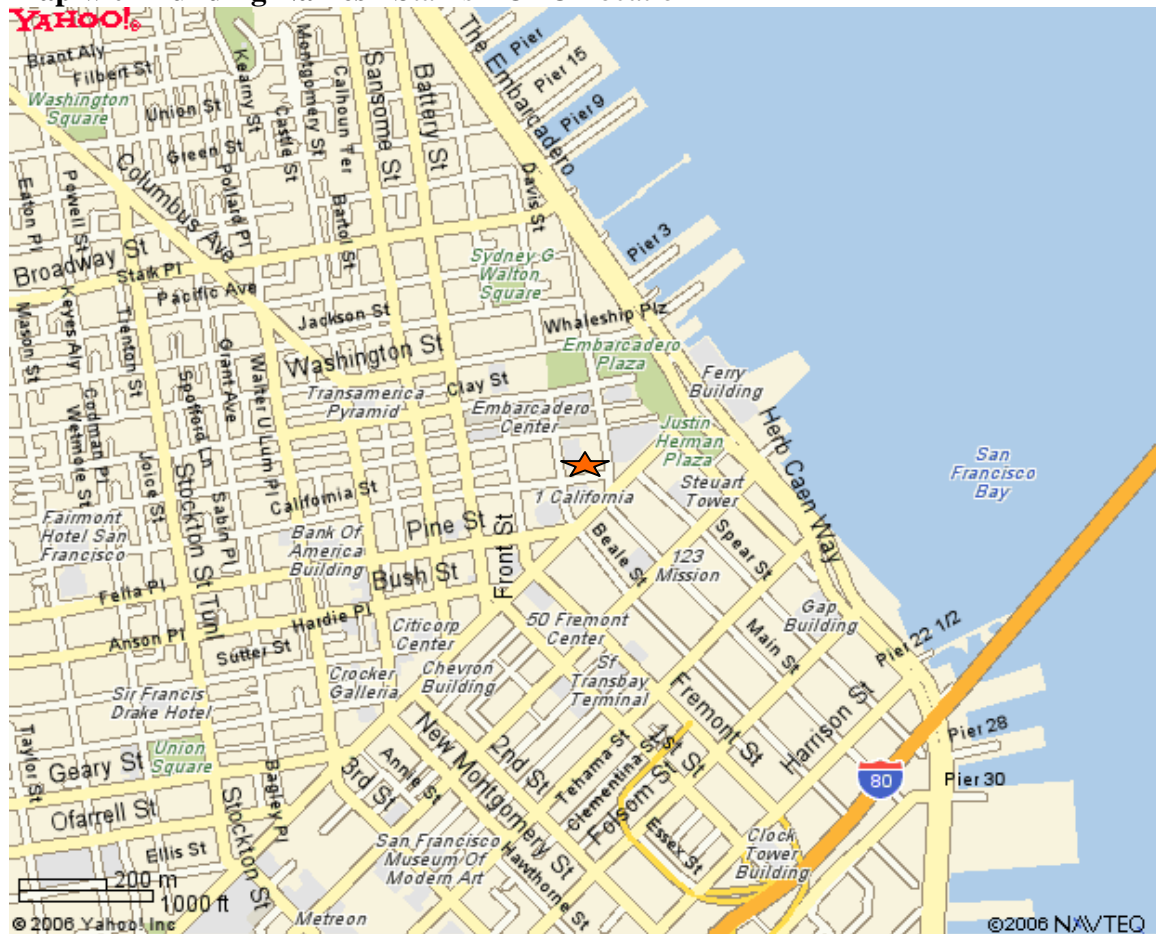 YAHOO!®
Brant Aly
Filbert St
Washington
Square
Union St
Green St
Kearny St
Montgomery St
Castle St
Calhoun Ter
Sansome St
Battery St
The Embarcadero
Pier
Pier 15
Pier 9
Davis St
Columbus Ave
Eaton Pl
Powell St
Pollard Pl
Bartol St
Broadway St
Stark Pl
Pacific Ave
Sydney G
Walton
Square
Pier 3
Mason St
Keyes Aly
Trenton St
Jackson St
Washington St
Whaleship Plz
Embarcadero
Plaza
Grant Ave
Walter U Lum Pl
Spofford Ln
Clay St
Transamerica
Pyramid
Embarcadero
Center
Ferry
Building
Codman Pl
Wetmore St
Joice St
Justin
Herman
Plaza
Herb Caen Way
San
Francisco
Bay
Stockton St Tunl
Sabin Pl
California St
1 California
Steuart
Tower
Fairmont
Hotel San
Francisco
Bank Of
America
Building
Pine St
Front St
Beale St
Spear St
123
Mission
Bush St
Fella Pl
Anson Pl
Hardie Pl
Sutter St
Citicorp
Center
50 Fremont
Center
Gap
Building
Main St
Pier 22 1/2
Crocker
Galleria
Chevron
Building
Sf
Transbay
Terminal
Sir Francis
Drake Hotel
Fremont St
Harrison St
Taylor St
Union
Square
Geary St
New Montgomery St
2nd St
1st St
Pier 28
Annie St
3rd St
Tehama St
Clementina St
Folsom St
80
Pier 30
Bagley Pl
Ofarrell St
Stockton St
Ellis St
San Francisco
Museum Of
Modern Art
Hawthorne St
Essex St
Clock
Tower
Building
200 m
1000 ft
Metreon
©2006 Yahoo! Inc
©2006 NAVTEQ